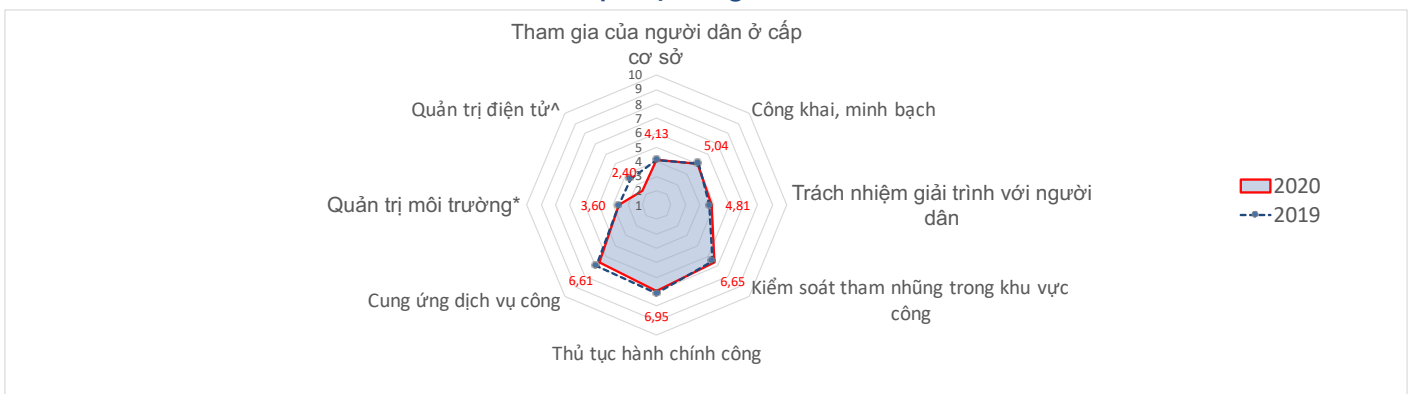 Tham gia của người dân ở cấp
cơ sở
10
9
8
7
6
5
4
3
2
1
Quản trị điện tử^
Công khai, minh bạch
4,13
5,04
2,40
Quản trị môi trường*
3,60
4,81
Trách nhiệm giải trình với người
dân
2020
2019
6,61
6,65
Cung ứng dịch vụ công
Kiểm soát tham nhũng trong khu vực
công
6,95
Thủ tục hành chính công